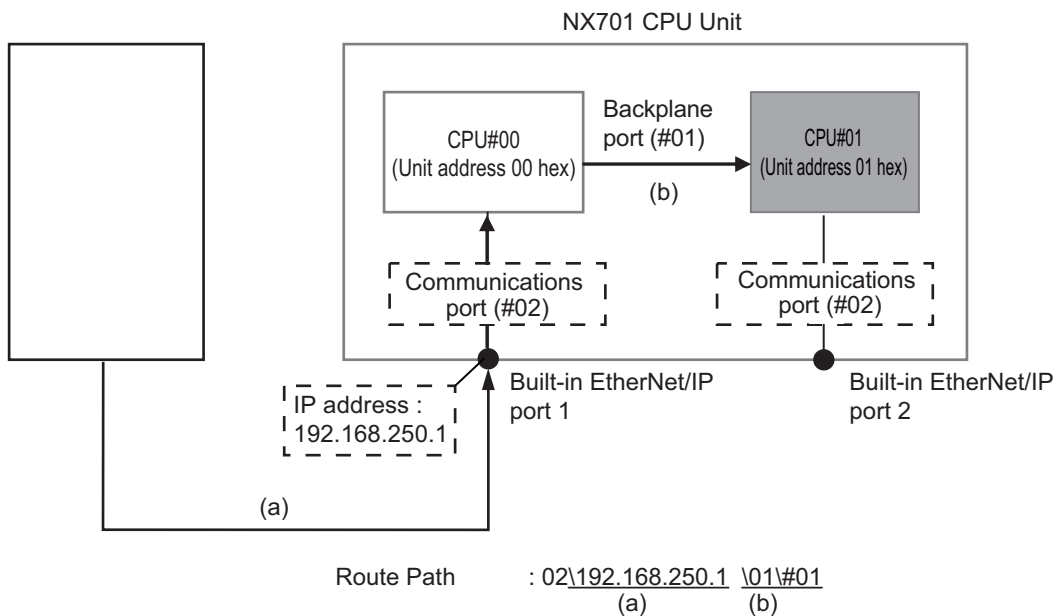 NX701 CPU Unit
CPU#00
(Unit address 00 hex)
Backplane
port (#01)
(b)
CPU#01
(Unit address 01 hex)
Communications
port (#02)
Communications
port (#02)
IP address :
192.168.250.1
Built-in EtherNet/IP
port 1
Built-in EtherNet/IP
port 2
(a)
Route Path : 02\192.168.250.1 \01\#01
(a) (b)